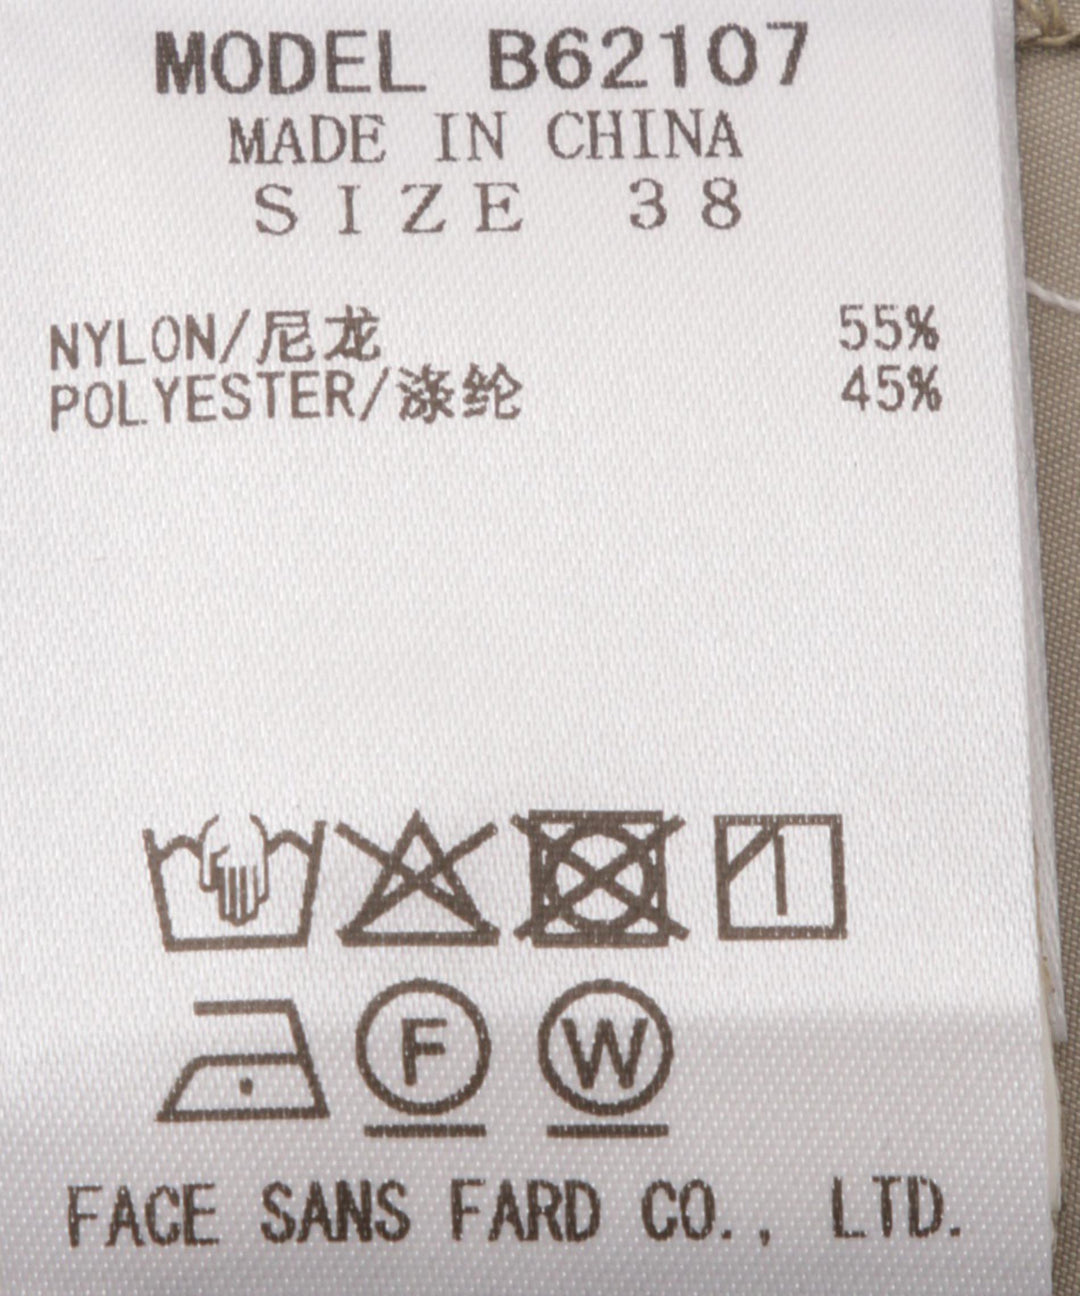 MODEL B62107
MADE IN CHINA
SIZE 38
NYLON/尼龙 55%
POLYESTER/涤纶 45%
F W
FACE SANS FARD CO., LTD.